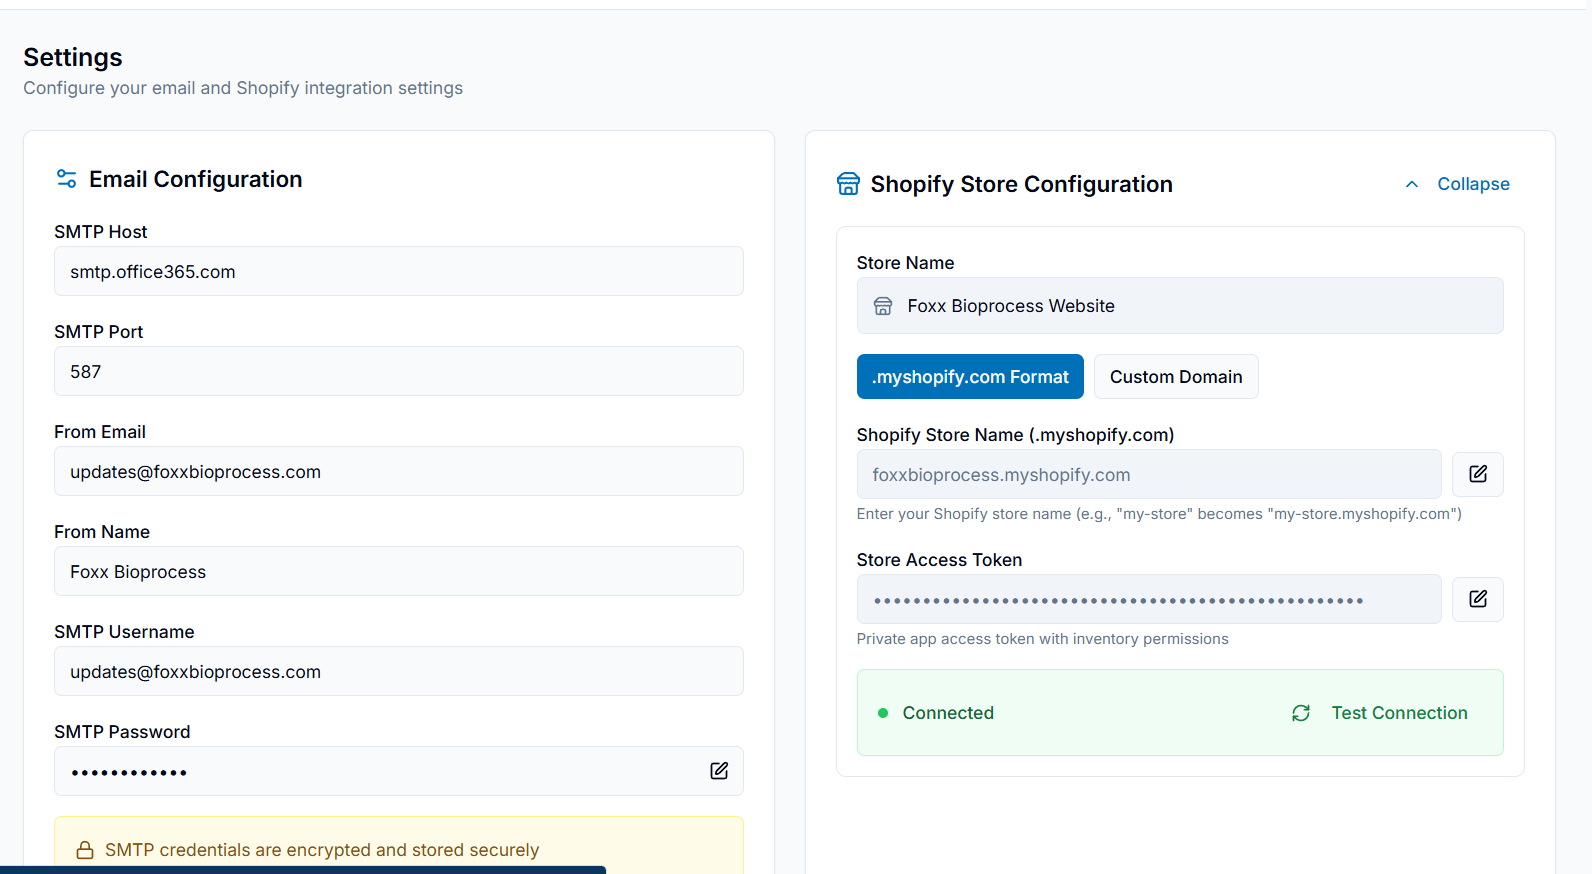 Settings
Configure your email and Shopify integration settings
Email Configuration
SMTP Host
smtp.office365.com
SMTP Port
587
From Email
updates@foxxbioprocess.com
From Name
Foxx Bioprocess
SMTP Username
updates@foxxbioprocess.com
SMTP Password
••••••••••••
SMTP credentials are encrypted and stored securely
Shopify Store Configuration
Collapse
Store Name
Foxx Bioprocess Website
.myshopify.com Format
Custom Domain
Shopify Store Name (.myshopify.com)
foxxbioprocess.myshopify.com
Enter your Shopify store name (e.g., "my-store" becomes "my-store.myshopify.com")
Store Access Token
••••••••••••••••••••••••••••••••••••••••••••••••••
Private app access token with inventory permissions
Connected
Test Connection